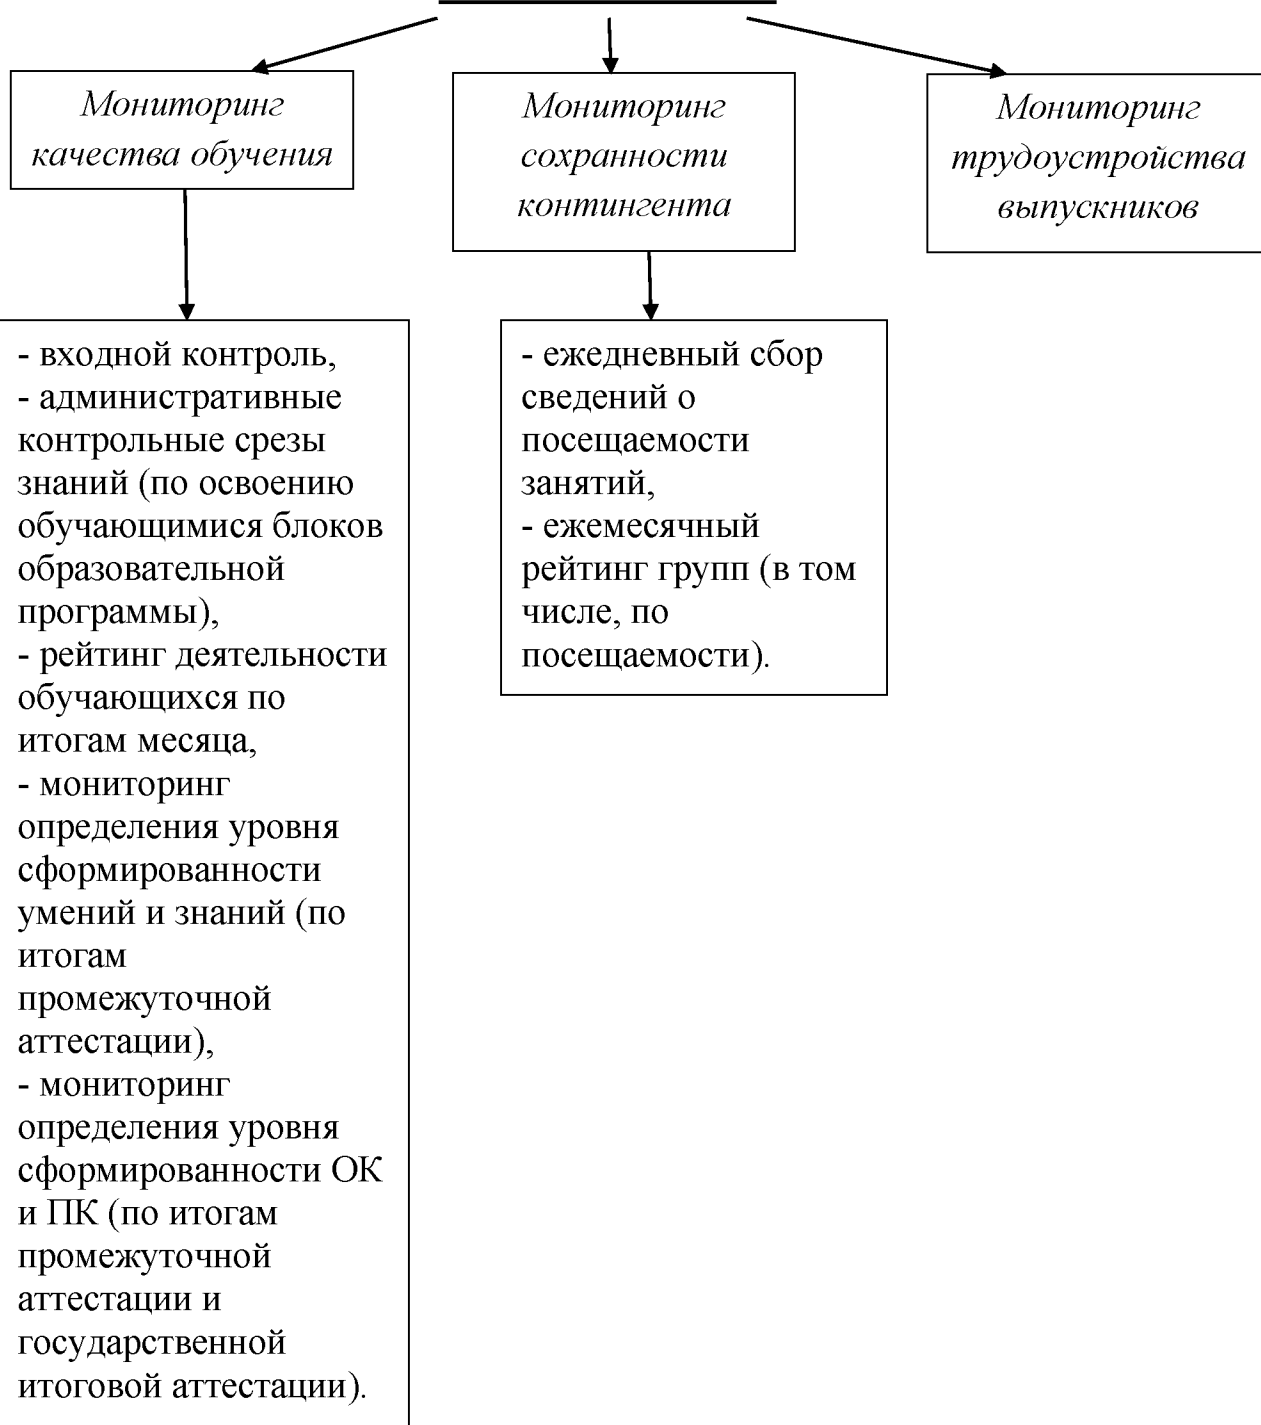 Мониторинг
качества обучения
Мониторинг
сохранности
контингента
Мониторинг
трудоустройства
выпускников
- входной контроль,
- административные
контрольные срезы
знаний (по освоению
обучающимися блоков
образовательной
программы),
- рейтинг деятельности
обучающихся по
итогам месяца,
- мониторинг
определения уровня
сформированности
умений и знаний (по
итогам
промежуточной
аттестации),
- мониторинг
определения уровня
сформированности ОК
и ПК (по итогам
промежуточной
аттестации и
государственной
итоговой аттестации).
- ежедневный сбор
сведений о
посещаемости
занятий,
- ежемесячный
рейтинг групп (в том
числе, по
посещаемости).